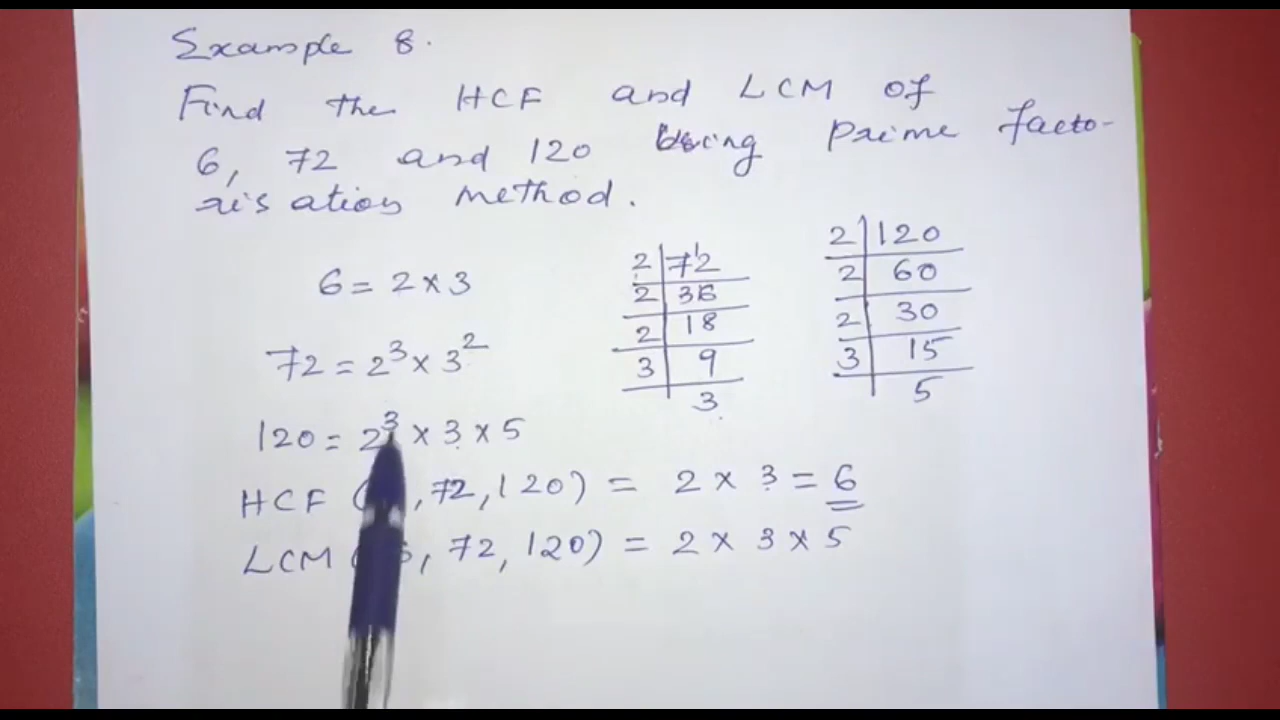 Example 8.
Find the HCF and LCM of
6, 72 and 120 using prime facto-
risation method.
6 = 2 × 3
72 = 2³ × 3²
120 = 2³ × 3 × 5
2 | 72
2 | 36
2 | 18
3 | 9
3
2 | 120
2 | 60
2 | 30
3 | 15
5
HCF ( , 72, 120) = 2 × 3 = 6
LCM (6, 72, 120) = 2 × 3 × 5